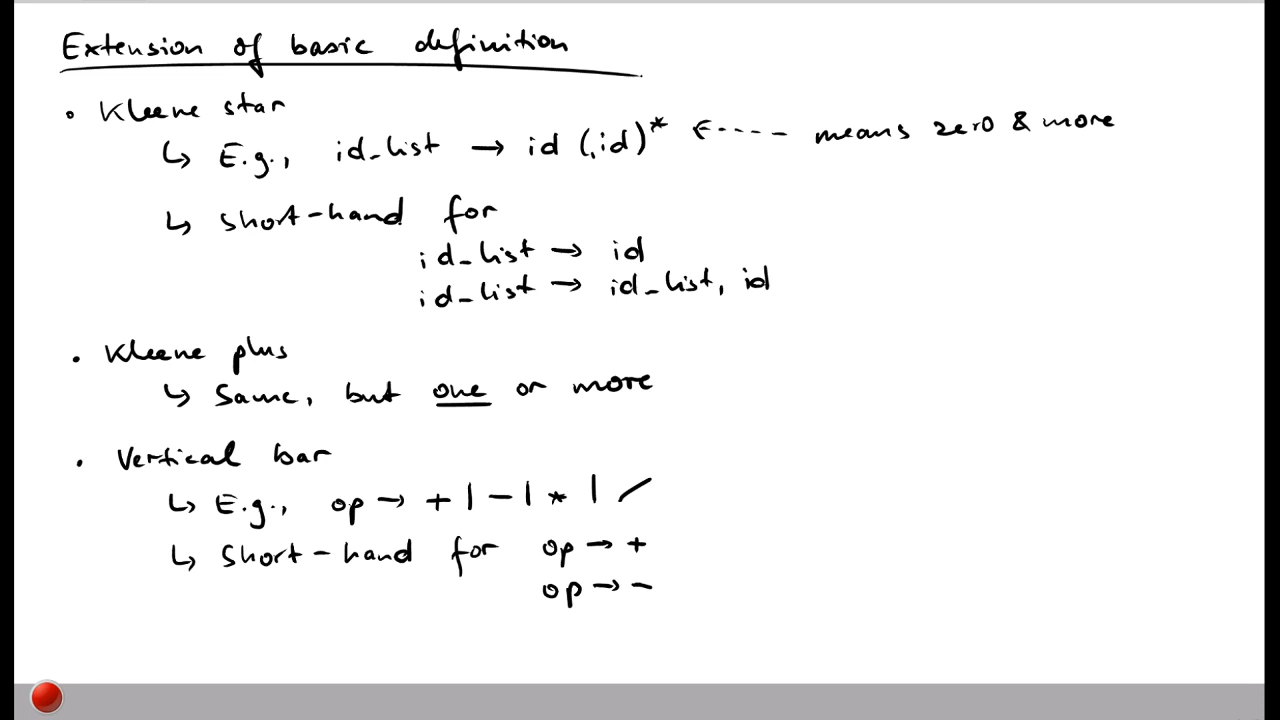 Extension of basic definition
• Kleene star
↳ E.g., id_list → id (,id)* ←---- means zero & more
↳ short-hand for
id_list → id
id_list → id_list, id
• Kleene plus
↳ Same, but one or more
• Vertical bar
↳ E.g., op → + | - | * | /
↳ Short-hand for op → +
op → -